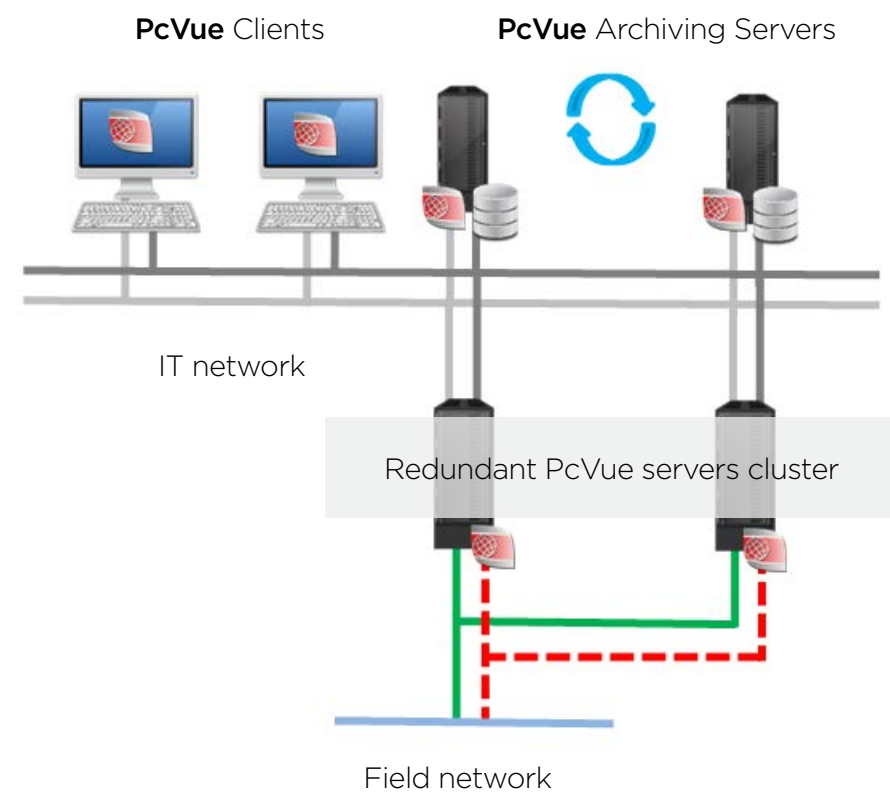 PcVue Clients
PcVue Archiving Servers
IT network
Redundant PcVue servers cluster
Field network